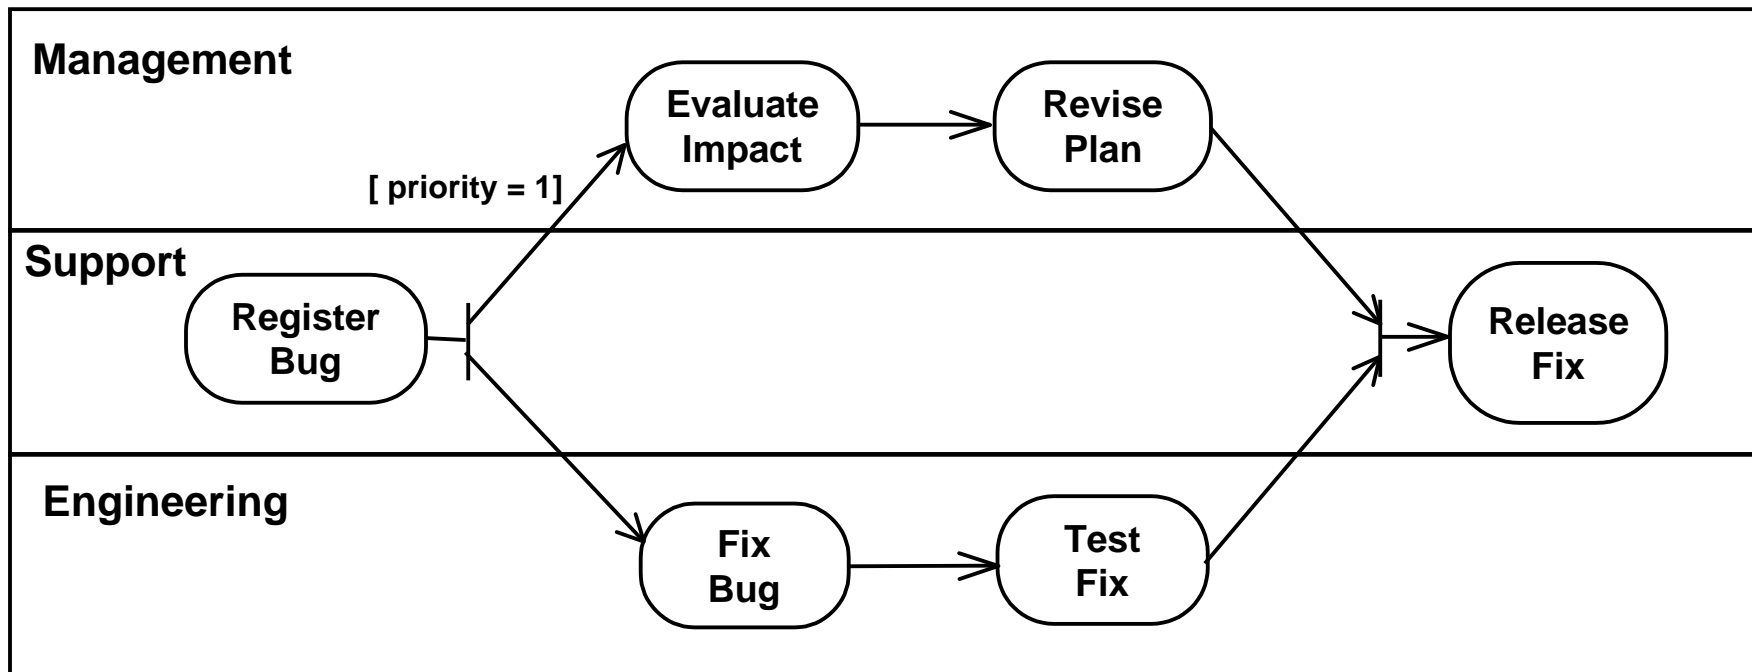 Management
Evaluate
Impact
Revise
Plan
[ priority = 1]
Support
Register
Bug
Release
Fix
Engineering
Fix
Bug
Test
Fix